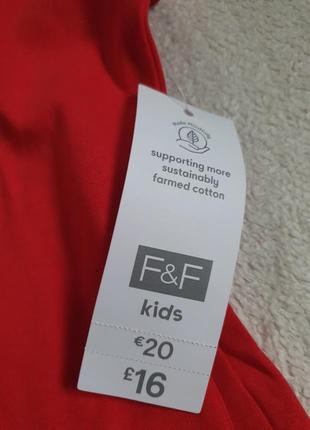 supporting more
sustainably
farmed cotton
F&F
kids
€20
£16